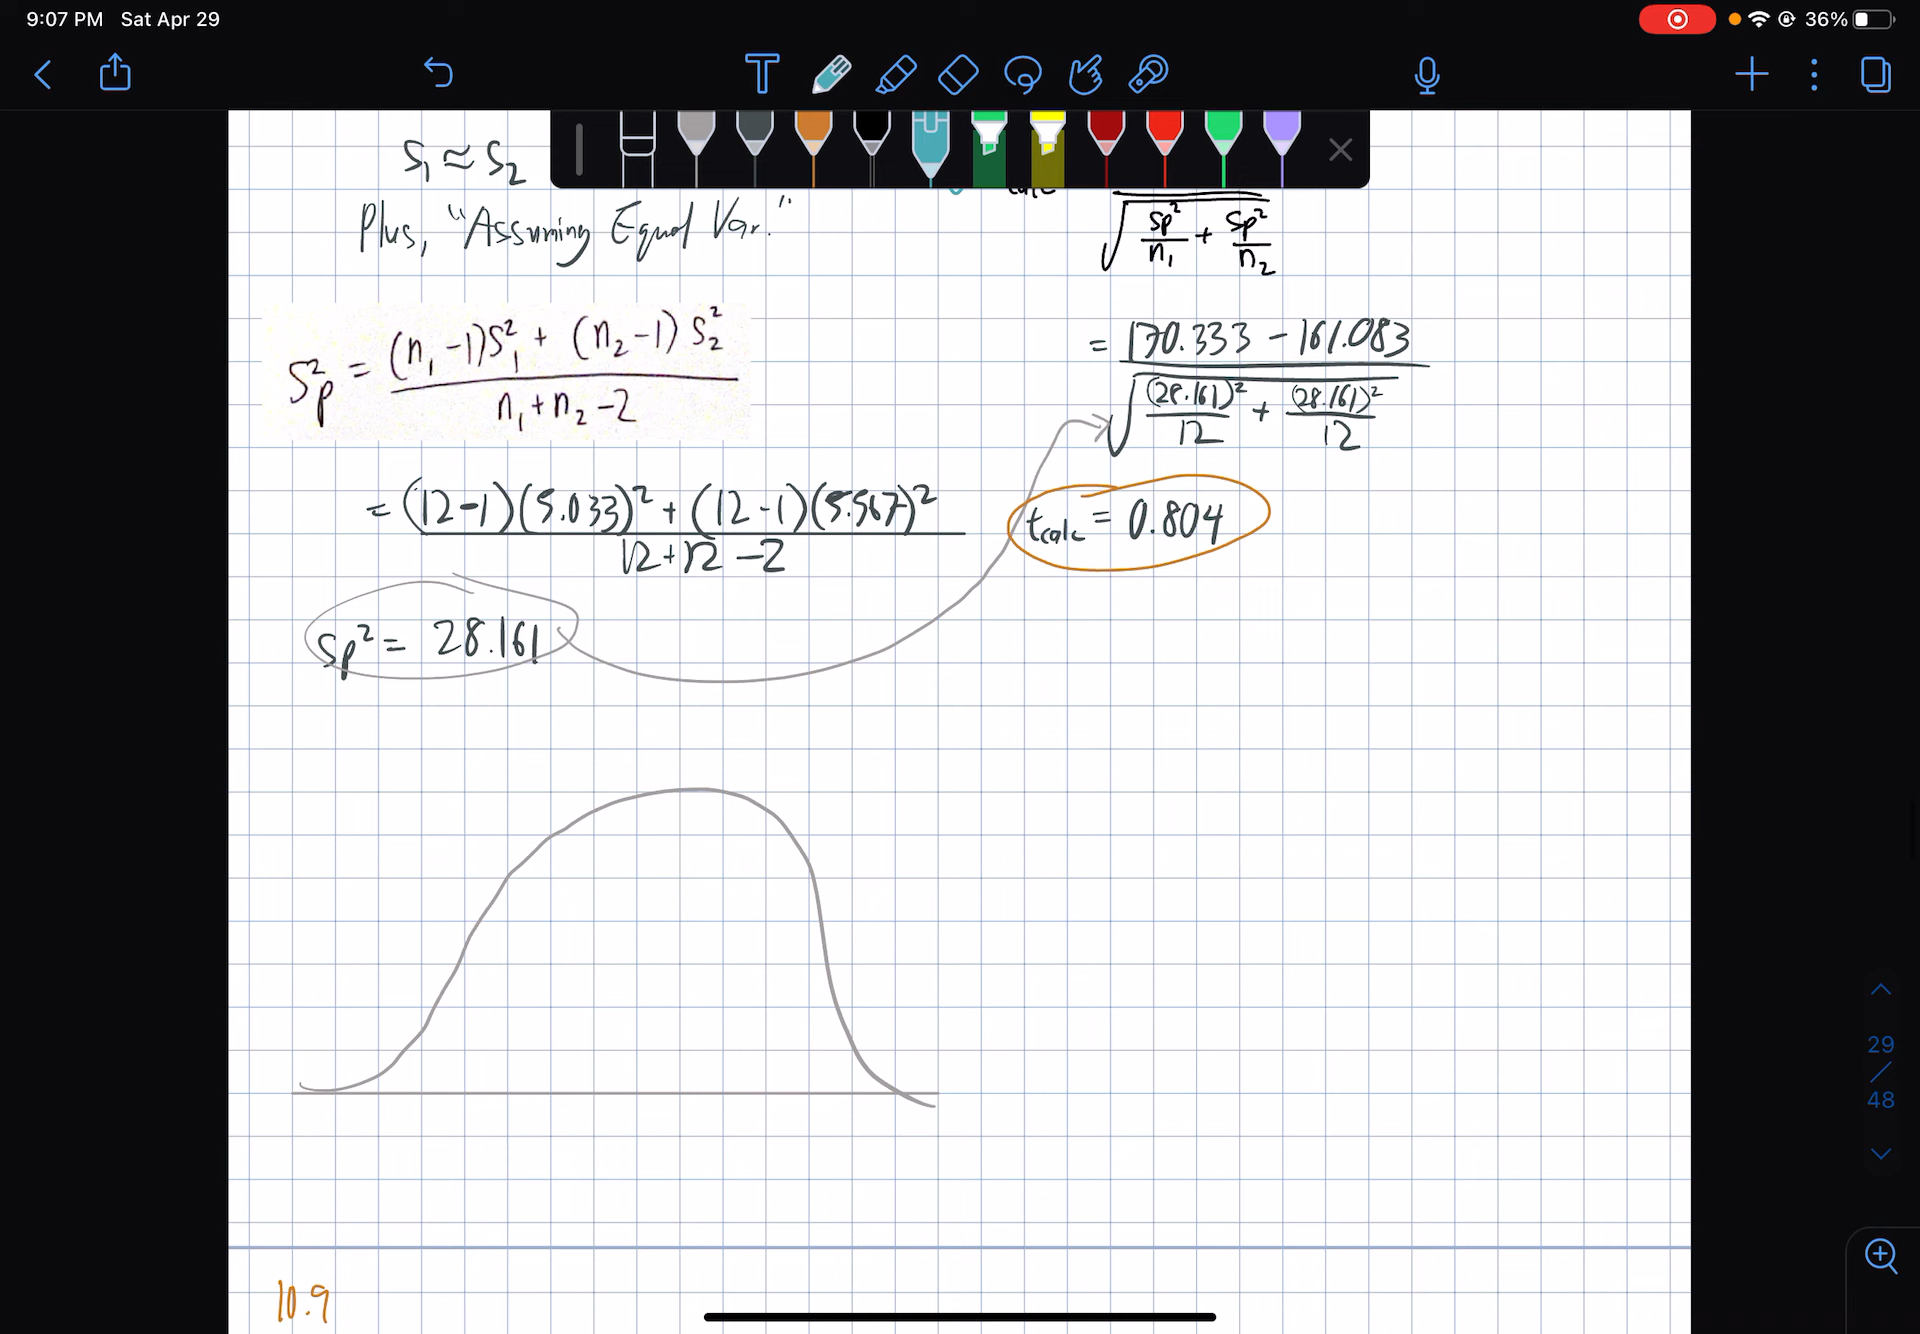 9:07 PM Sat Apr 29
36%
S₁ ≈ S₂
Plus, "Assuming Equal Var."
calc
√(Sp²/n₁ + Sp²/n₂)
S²p = ((n₁ -1)S²₁ + (n₂ -1) S²₂) / (n₁ + n₂ -2)
= ((12-1)(5.033)² + (12-1)(5.567)²) / (12+12-2)
Sp² = 28.161
= (170.333 - 161.083) / √((28.161)²/12 + (28.161)²/12)
tcalc = 0.804
29
/
48
10.9